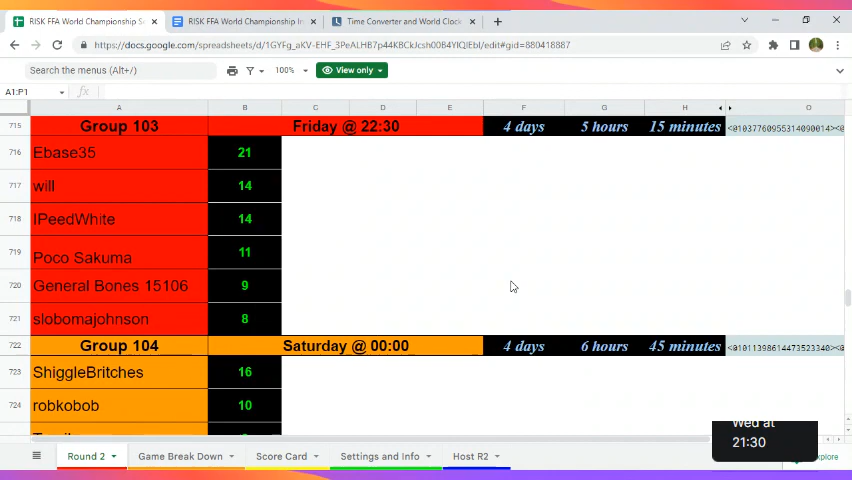 RISK FFA World Championship Se
RISK FFA World Championship In
Time Converter and World Clock
https://docs.google.com/spreadsheets/d/1GYFg_aKV-EHF_3PeALHB7p44KBCkJcsh00B4YlQIEbI/edit#gid=880418887
Search the menus (Alt+/)
100%
View only
A1:P1
fx
A B C D E F G H O
715 Group 103 Friday @ 22:30 4 days 5 hours 15 minutes <@1037760955314090014><@
716 Ebase35 21
717 will 14
718 IPeedWhite 14
719 Poco Sakuma 11
720 General Bones 15106 9
721 slobomajohnson 8
722 Group 104 Saturday @ 00:00 4 days 6 hours 45 minutes <@1011398614473523340><@
723 ShiggleBritches 16
724 robkobob 10
Wed at
21:30
Round 2 Game Break Down Score Card Settings and Info Host R2
xplore